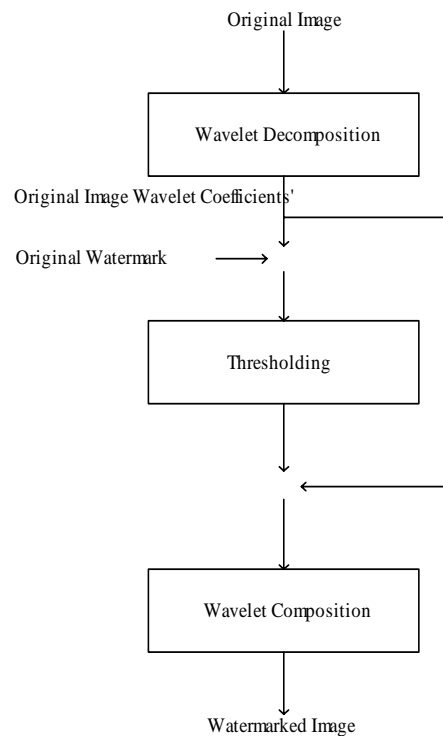 Original Image
Wavelet Decomposition
Original Image Wavelet Coefficients'
Original Watermark
Thresholding
Wavelet Composition
Watermarked Image